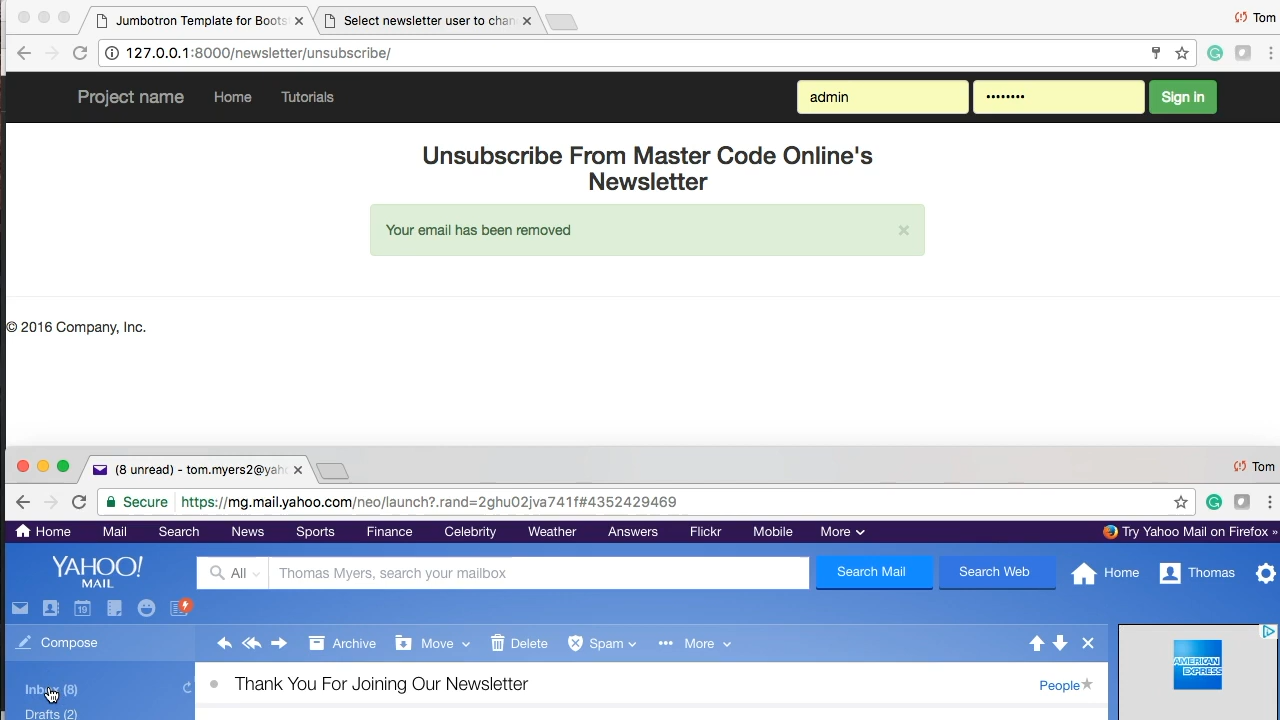 Jumbotron Template for Boots
Select newsletter user to chan
Tom
127.0.0.1:8000/newsletter/unsubscribe/
Project name
Home
Tutorials
admin
••••••••
Sign in
Unsubscribe From Master Code Online's
Newsletter
Your email has been removed
×
© 2016 Company, Inc.
(8 unread) - tom.myers2@yaho
Tom
Secure
https://mg.mail.yahoo.com/neo/launch?.rand=2ghu02jva741f#4352429469
Home
Mail
Search
News
Sports
Finance
Celebrity
Weather
Answers
Flickr
Mobile
More
Try Yahoo Mail on Firefox »
YAHOO!
MAIL
All
Thomas Myers, search your mailbox
Search Mail
Search Web
Home
Thomas
19
Compose
Archive
Move
Delete
Spam
More
AMERICAN
EXPRESS
Thank You For Joining Our Newsletter
People
Inbox (8)
Drafts (2)